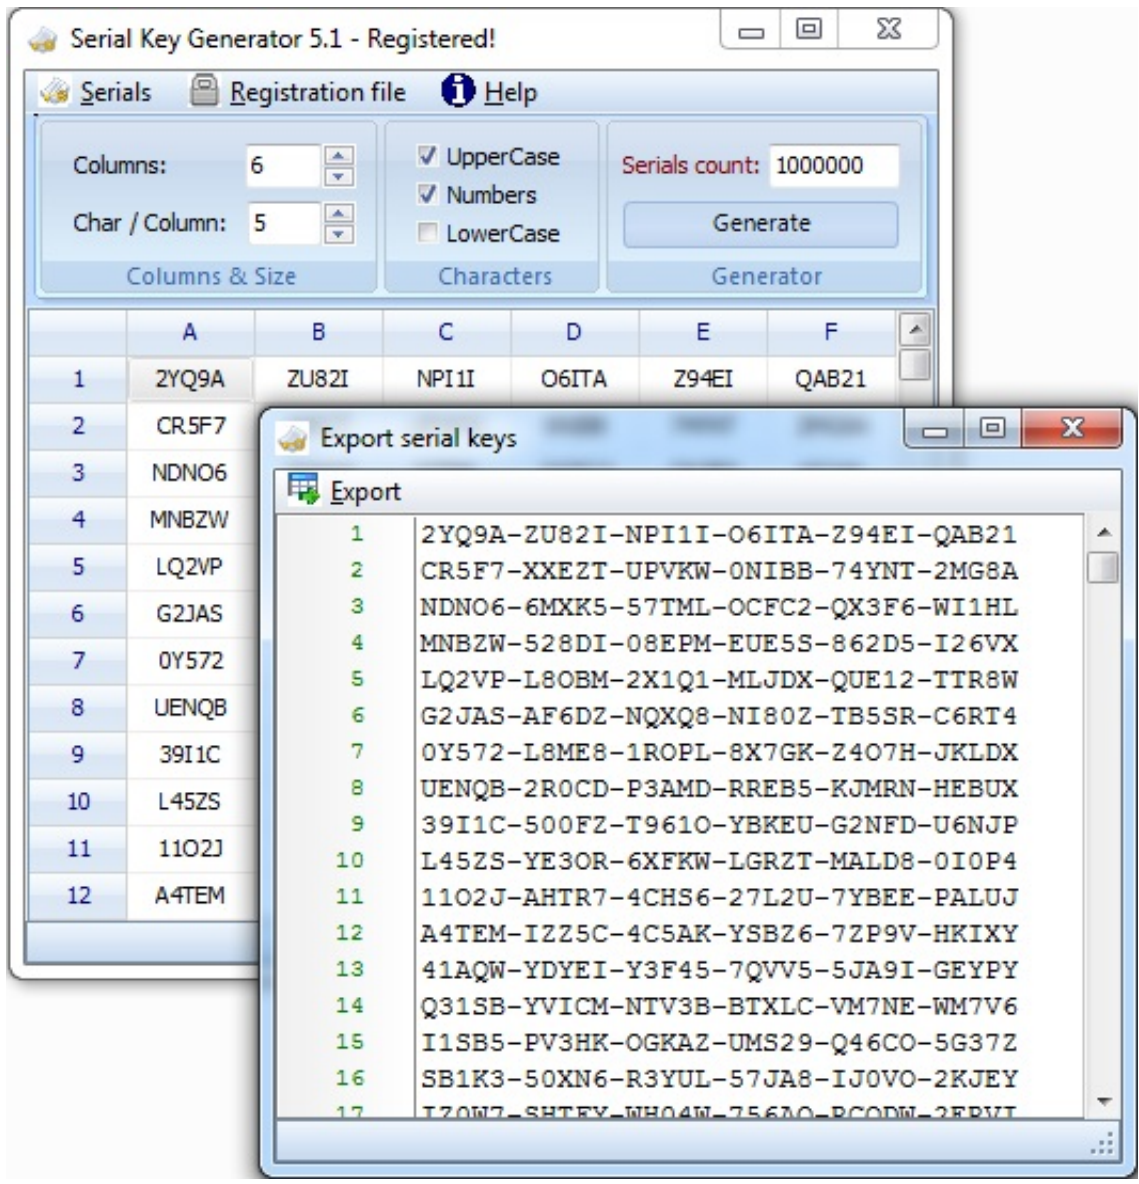 Serial Key Generator 5.1 - Registered!
Serials Registration file Help
Columns: 6
UpperCase
Serials count: 1000000
Numbers
Char / Column: 5
Generate
LowerCase
Columns & Size Characters Generator
A B C D E F
1 2YQ9A ZU82I NPI1I O6ITA Z94EI QAB21
2 CR5F7
3 NDNO6
4 MNBZW
5 LQ2VP
6 G2JAS
7 0Y572
8 UENQB
9 39I1C
10 L45ZS
11 11O2J
12 A4TEM
Export serial keys
Export
1 2YQ9A-ZU82I-NPI1I-O6ITA-Z94EI-QAB21
2 CR5F7-XXEZT-UPVKW-0NIBB-74YNT-2MG8A
3 NDNO6-6MXK5-57TML-OCFC2-QX3F6-WI1HL
4 MNBZW-528DI-08EPM-EUE5S-862D5-I26VX
5 LQ2VP-L8OBM-2X1Q1-MLJDX-QUE12-TTR8W
6 G2JAS-AF6DZ-NQXQ8-NI80Z-TB5SR-C6RT4
7 0Y572-L8ME8-1ROPL-8X7GK-Z4O7H-JKLDX
8 UENQB-2R0CD-P3AMD-RREB5-KJMRN-HEBUX
9 39I1C-500FZ-T961O-YBKEU-G2NFD-U6NJP
10 L45ZS-YE3OR-6XFKW-LGRZT-MALD8-0I0P4
11 11O2J-AHTR7-4CHS6-27L2U-7YBEE-PALUJ
12 A4TEM-IZZ5C-4C5AK-YSBZ6-7ZP9V-HKIXY
13 41AQW-YDYEI-Y3F45-7QVV5-5JA9I-GEYPY
14 Q31SB-YVICM-NTV3B-BTXLC-VM7NE-WM7V6
15 I1SB5-PV3HK-OGKAZ-UMS29-Q46CO-5G37Z
16 SB1K3-50XN6-R3YUL-57JA8-IJ0VO-2KJEY
17